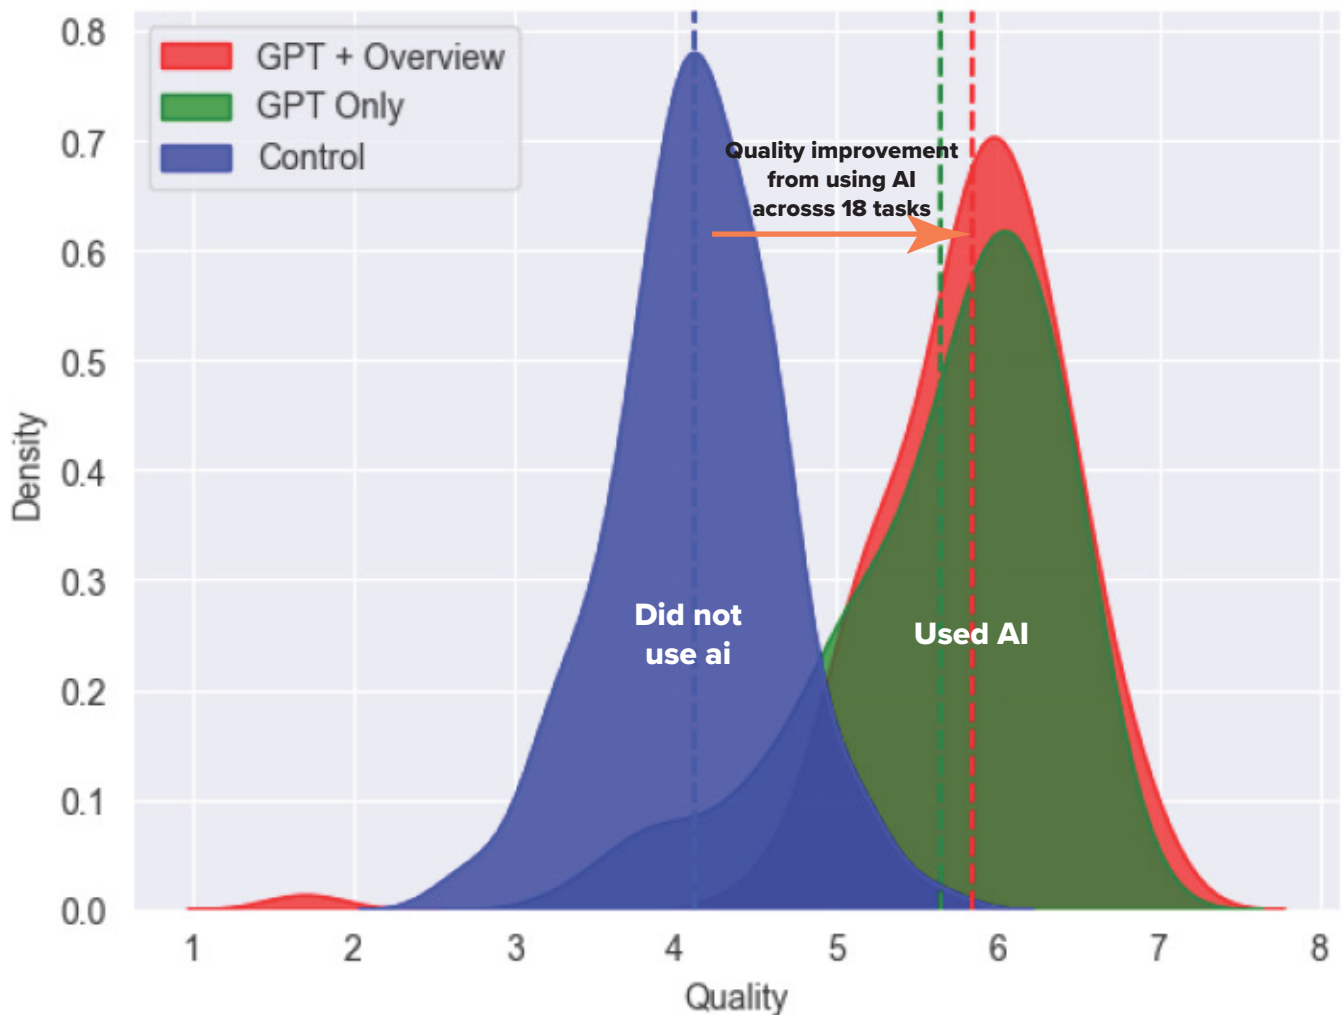 GPT + Overview
GPT Only
Control
Quality improvement
from using AI
acrosss 18 tasks
Did not
use ai
Used AI
Density
0.8
0.7
0.6
0.5
0.4
0.3
0.2
0.1
0.0
1 2 3 4 5 6 7 8
Quality